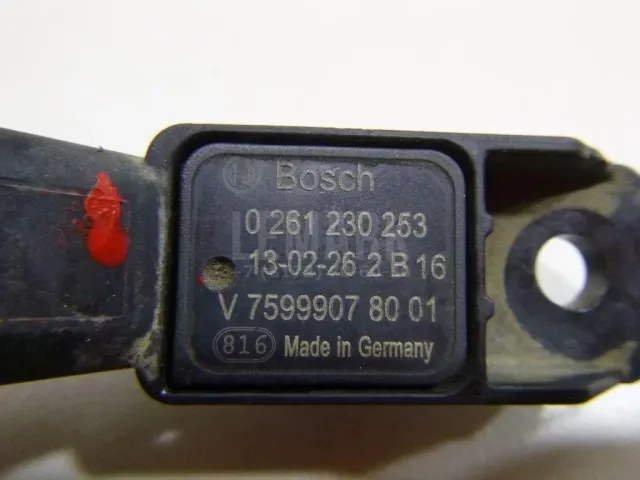 Bosch
0 261 230 253
13-02-26 2 B 16
V 7599907 80 01
816 Made in Germany